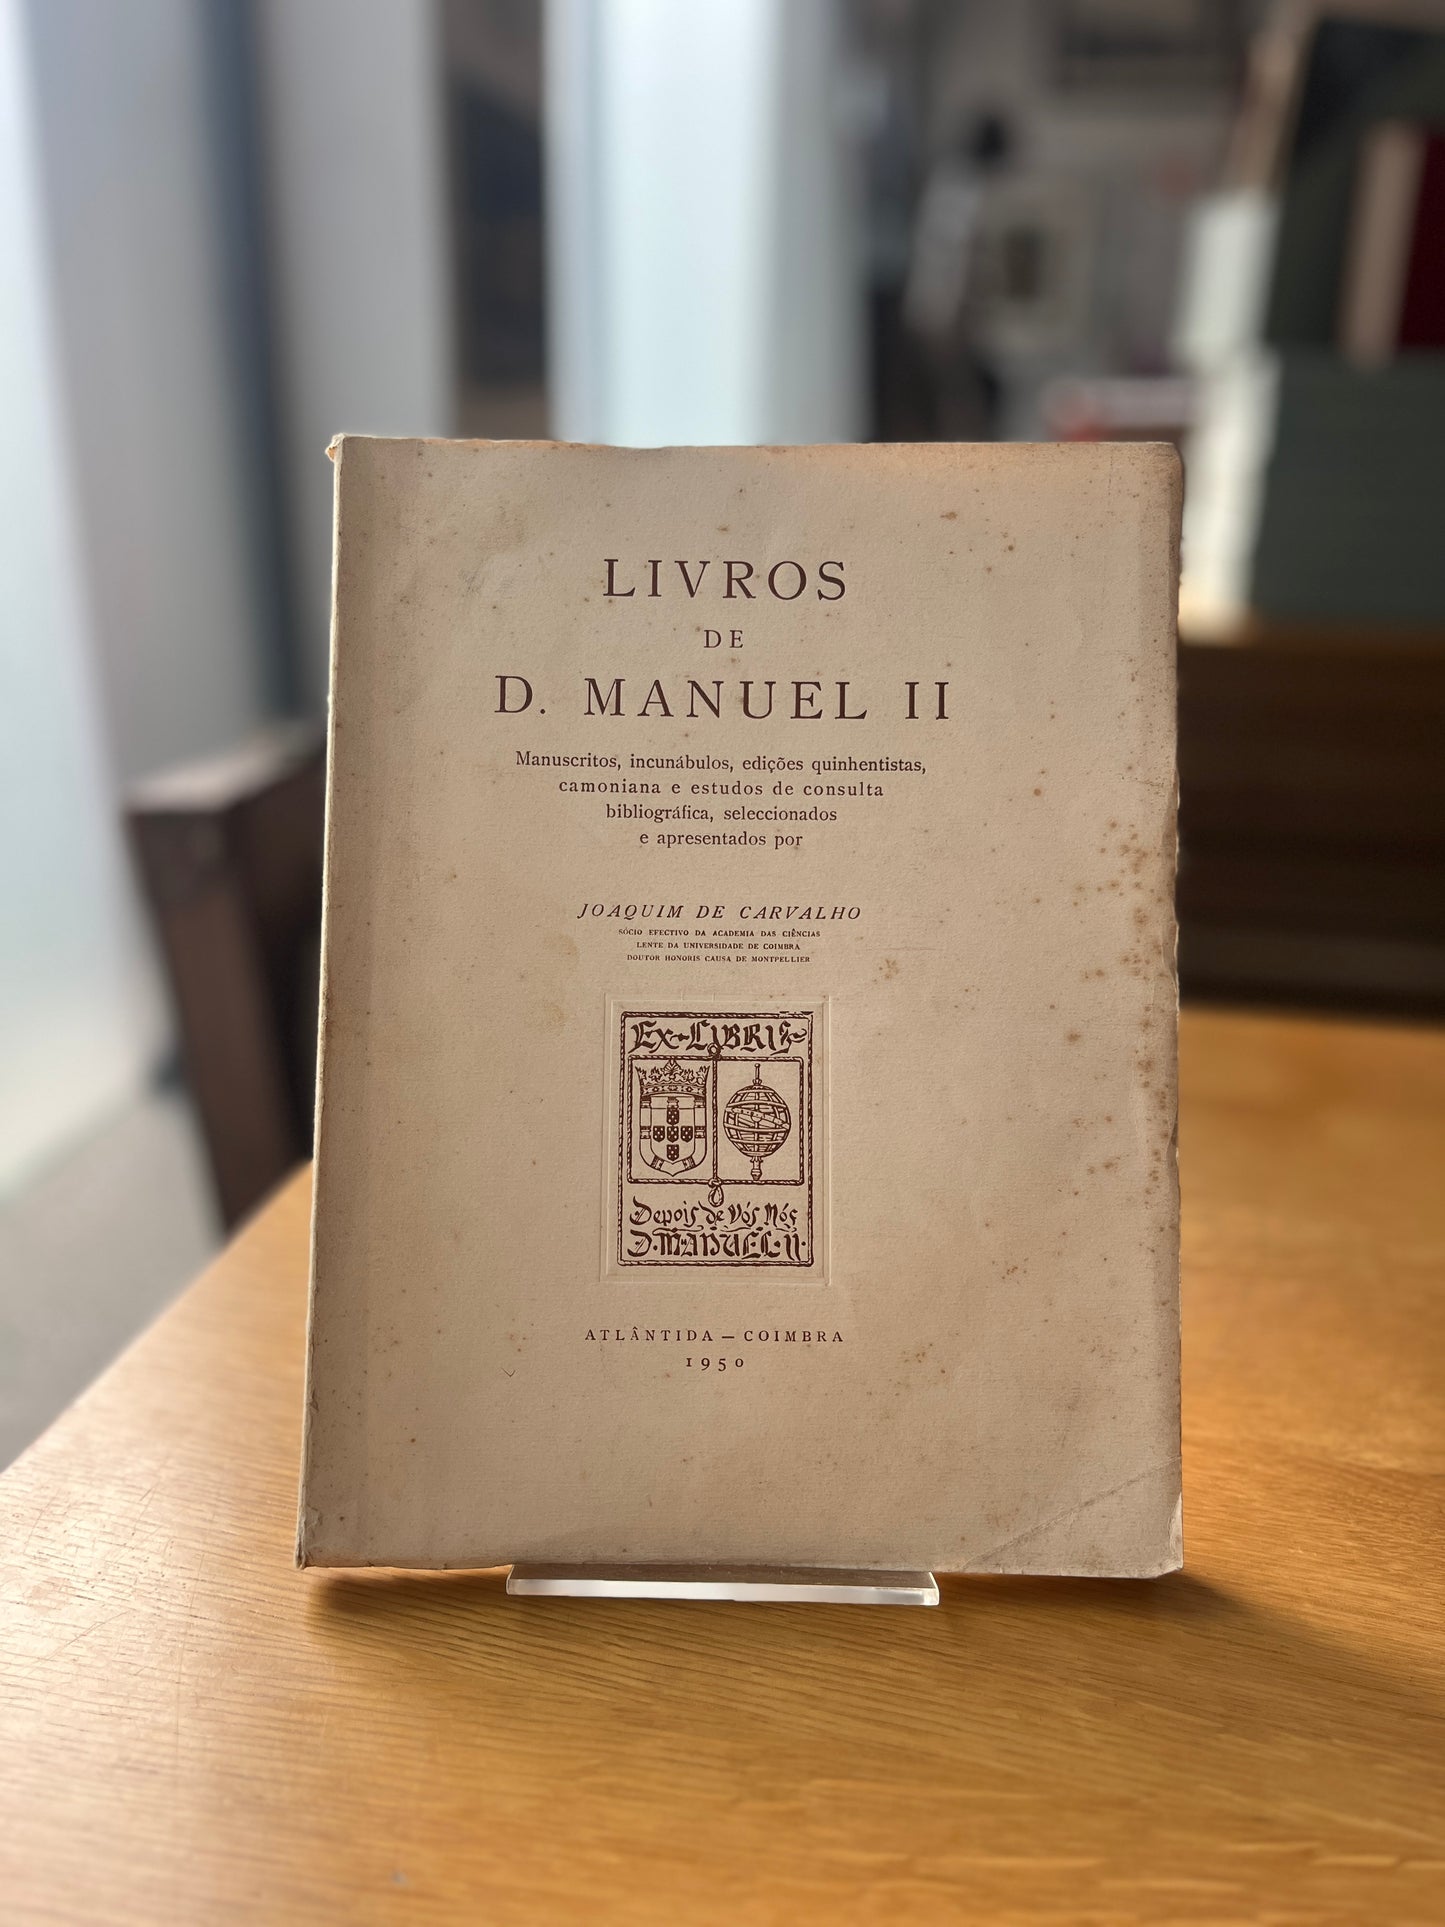 LIVROS
DE
D. MANUEL II
Manuscritos, incunábulos, edições quinhentistas,
camoniana e estudos de consulta
bibliográfica, seleccionados
e apresentados por
JOAQUIM DE CARVALHO
SÓCIO EFECTIVO DA ACADEMIA DAS CIÊNCIAS
LENTE DA UNIVERSIDADE DE COIMBRA
DOUTOR HONORIS CAUSA DE MONTPELLIER
EX-LIBRIS
Depois de Vós Nós
D. MANUEL II.
ATLÂNTIDA — COIMBRA
1950